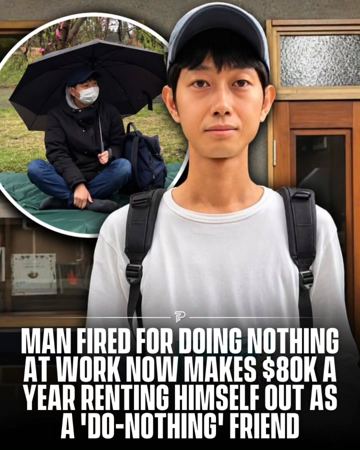 MAN FIRED FOR DOING NOTHING
AT WORK NOW MAKES $80K A
YEAR RENTING HIMSELF OUT AS
A 'DO-NOTHING' FRIEND